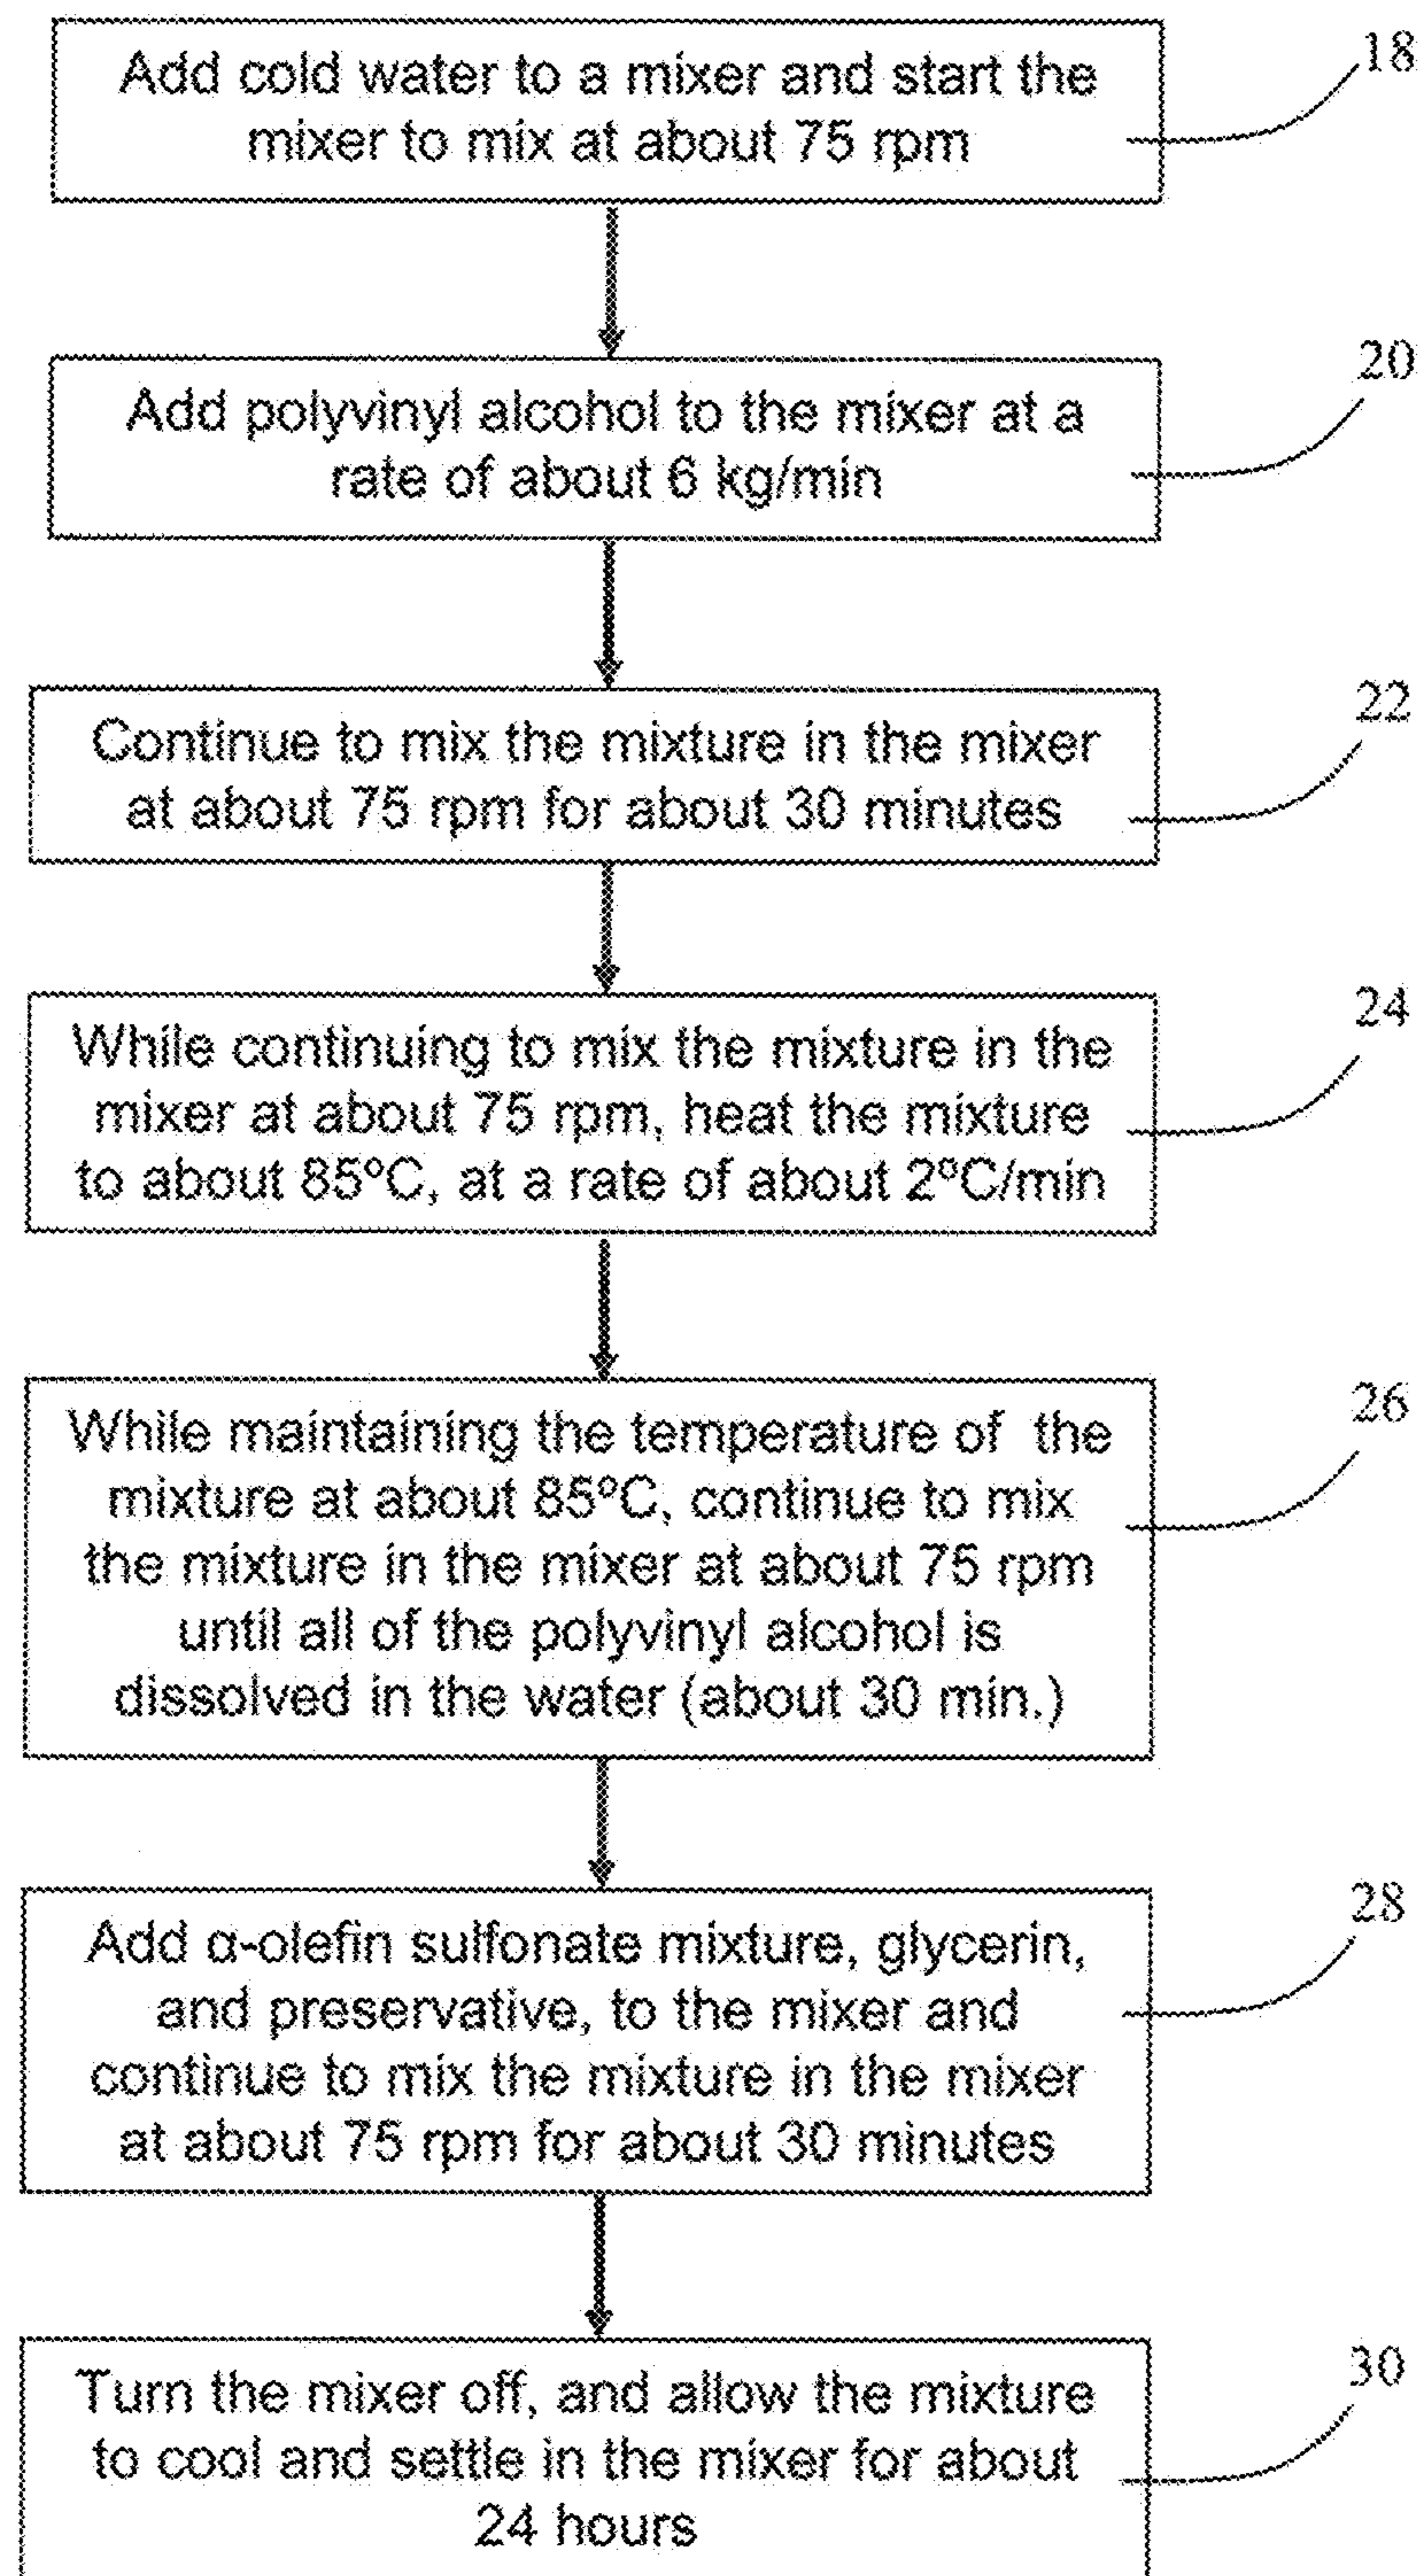 Add cold water to a mixer and start the
mixer to mix at about 75 rpm
18
Add polyvinyl alcohol to the mixer at a
rate of about 6 kg/min
20
Continue to mix the mixture in the mixer
at about 75 rpm for about 30 minutes
22
While continuing to mix the mixture in the
mixer at about 75 rpm, heat the mixture
to about 85ºC, at a rate of about 2ºC/min
24
While maintaining the temperature of the
mixture at about 85ºC, continue to mix
the mixture in the mixer at about 75 rpm
until all of the polyvinyl alcohol is
dissolved in the water (about 30 min.)
26
Add α-olefin sulfonate mixture, glycerin,
and preservative, to the mixer and
continue to mix the mixture in the mixer
at about 75 rpm for about 30 minutes
28
Turn the mixer off, and allow the mixture
to cool and settle in the mixer for about
24 hours
30